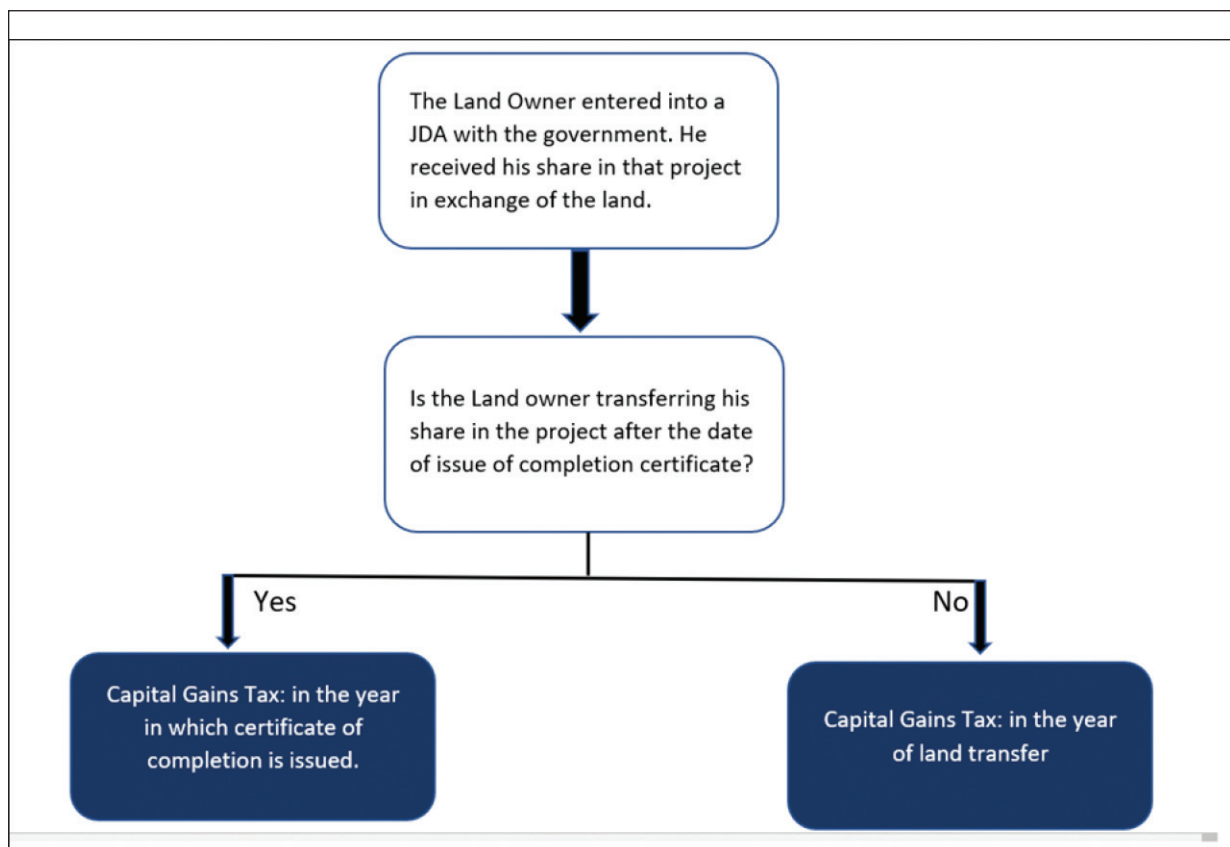 The Land Owner entered into a
JDA with the government. He
received his share in that project
in exchange of the land.
Is the Land owner transferring his
share in the project after the date
of issue of completion certificate?
Yes
No
Capital Gains Tax: in the year
in which certificate of
completion is issued.
Capital Gains Tax: in the year
of land transfer